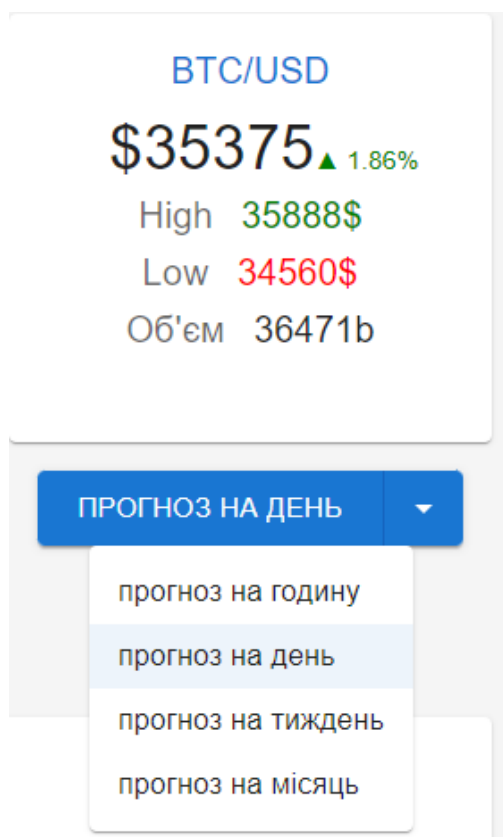 BTC/USD
$35375▲ 1.86%
High 35888$
Low 34560$
Об'єм 36471b
ПРОГНОЗ НА ДЕНЬ
прогноз на годину
прогноз на день
прогноз на тиждень
прогноз на місяць